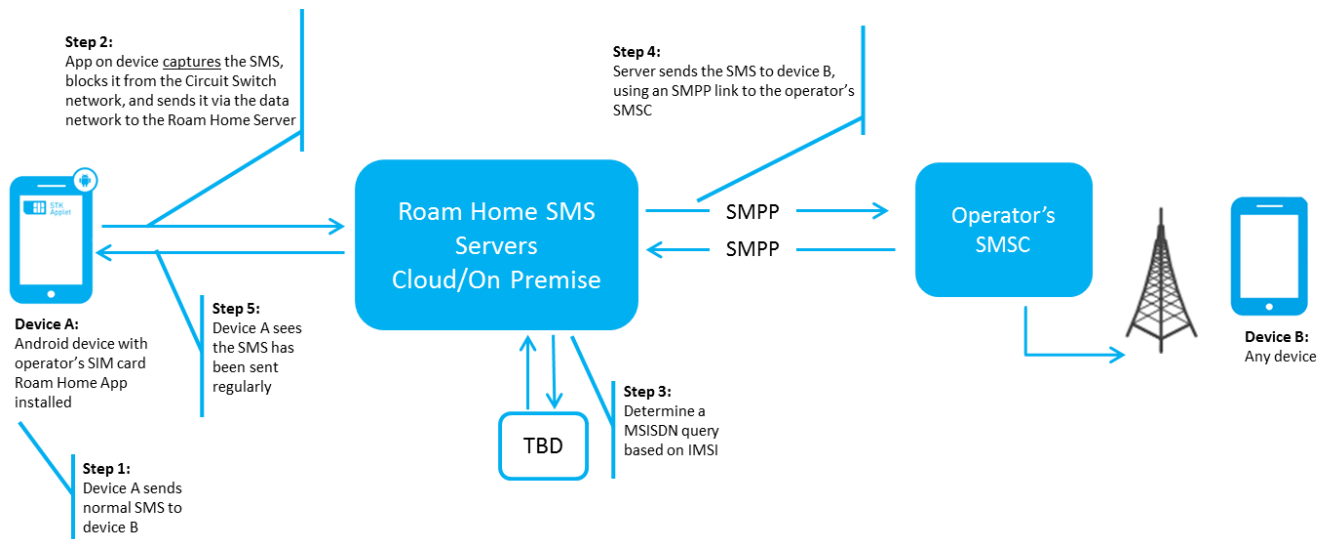 Step 2:
App on device captures the SMS,
blocks it from the Circuit Switch
network, and sends it via the data
network to the Roam Home Server
Step 4:
Server sends the SMS to device B,
using an SMPP link to the operator's
SMSC
STK
Applet
Roam Home SMS
Servers
Cloud/On Premise
SMPP
SMPP
Operator's
SMSC
Device A:
Android device with
operator's SIM card
Roam Home App
installed
Step 5:
Device A sees
the SMS has
been sent
regularly
Device B:
Any device
TBD
Step 3:
Determine a
MSISDN query
based on IMSI
Step 1:
Device A sends
normal SMS to
device B